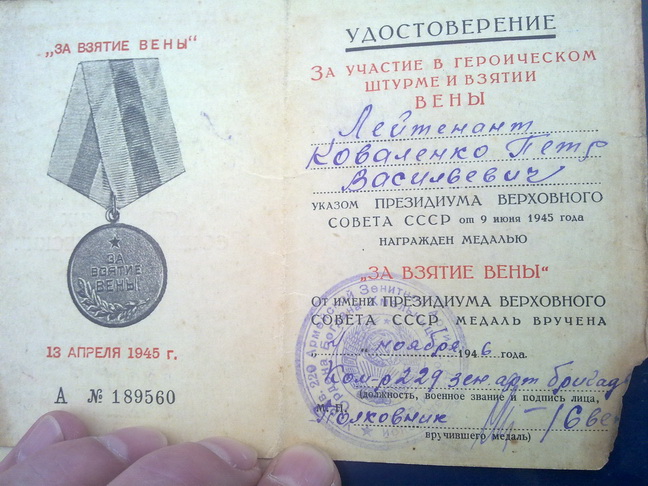 „ЗА ВЗЯТИЕ ВЕНЫ“
ЗА
ВЗЯТИЕ
ВЕНЫ
13 АПРЕЛЯ 1945 г.
А № 189560
УДОСТОВЕРЕНИЕ
ЗА УЧАСТИЕ В ГЕРОИЧЕСКОМ
ШТУРМЕ И ВЗЯТИИ
ВЕНЫ
Лейтенант
Коваленко Петр
Васильевич
УКАЗОМ ПРЕЗИДИУМА ВЕРХОВНОГО
СОВЕТА СССР от 9 июня 1945 года
НАГРАЖДЕН МЕДАЛЬЮ
„ЗА ВЗЯТИЕ ВЕНЫ“
ОТ ИМЕНИ ПРЕЗИДИУМА ВЕРХОВНОГО
СОВЕТА СССР МЕДАЛЬ ВРУЧЕНА
ноября 1946 года.
Ком-р 229 зен арт бригад
(должность, военное звание и подпись лица,
М. П.
Полковник
вручившего медаль)